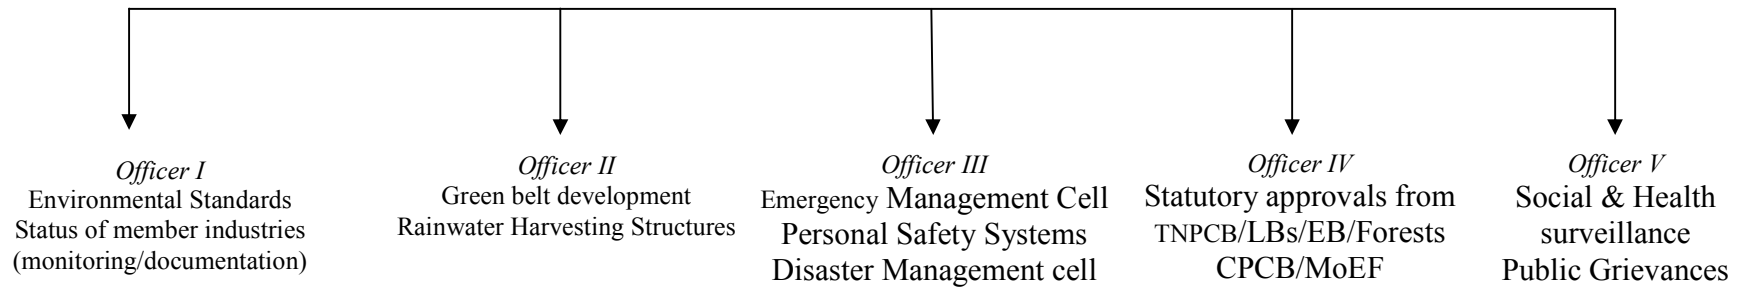 Officer I
Environmental Standards
Status of member industries
(monitoring/documentation)
Officer II
Green belt development
Rainwater Harvesting Structures
Officer III
Emergency Management Cell
Personal Safety Systems
Disaster Management cell
Officer IV
Statutory approvals from
TNPCB/LBs/EB/Forests
CPCB/MoEF
Officer V
Social & Health
surveillance
Public Grievances